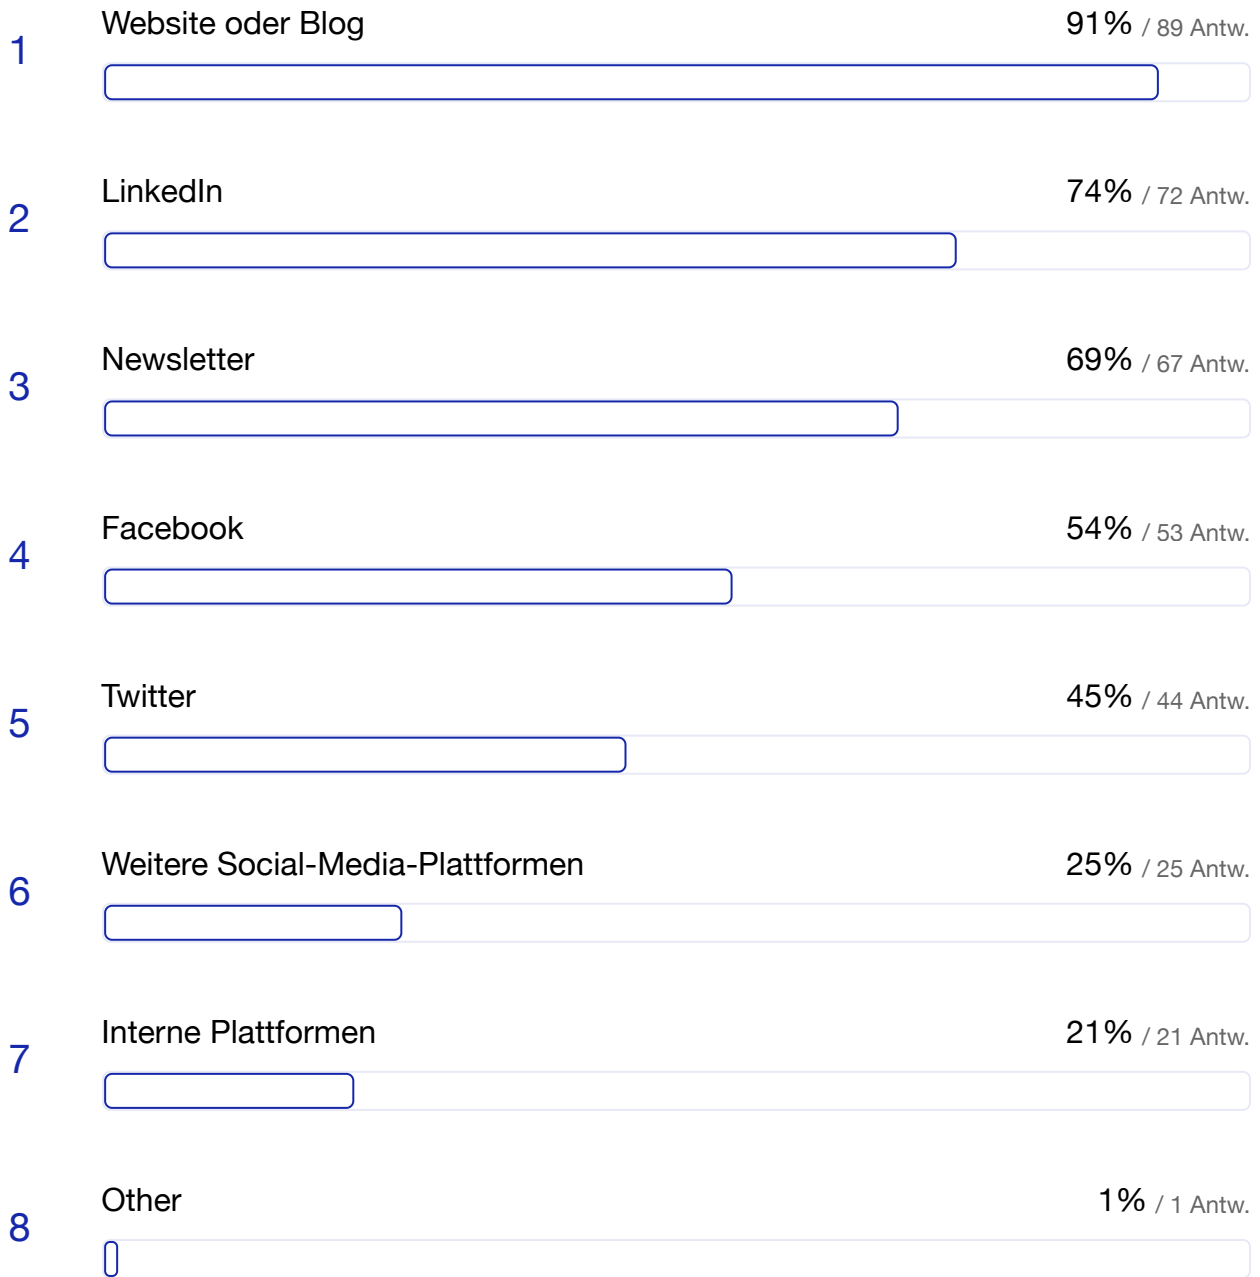 1
Website oder Blog 91% / 89 Antw.
2
LinkedIn 74% / 72 Antw.
3
Newsletter 69% / 67 Antw.
4
Facebook 54% / 53 Antw.
5
Twitter 45% / 44 Antw.
6
Weitere Social-Media-Plattformen 25% / 25 Antw.
7
Interne Plattformen 21% / 21 Antw.
8
Other 1% / 1 Antw.